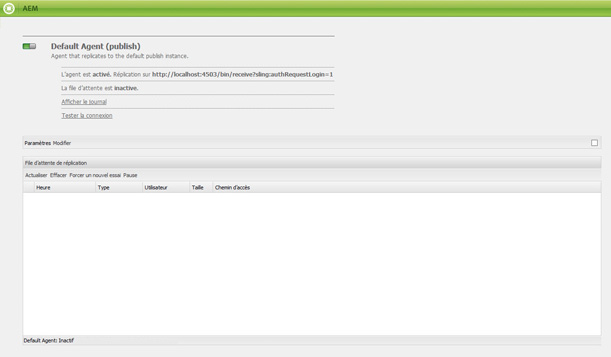 AEM
Default Agent (publish)
Agent that replicates to the default publish instance.
L'agent est activé. Réplication sur http://localhost:4503/bin/receive?sling:authRequestLogin=1
La file d'attente est inactive.
Afficher le journal
Tester la connexion
Paramètres Modifier
File d'attente de réplication
Actualiser Effacer Forcer un nouvel essai Pause
Heure Type Utilisateur Taille Chemin d'accès
Default Agent: Inactif